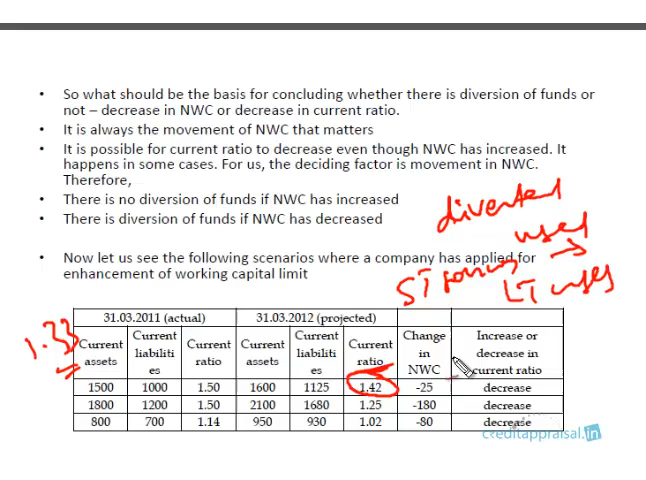 • So what should be the basis for concluding whether there is diversion of funds or
not – decrease in NWC or decrease in current ratio.
• It is always the movement of NWC that matters
• It is possible for current ratio to decrease even though NWC has increased. It
happens in some cases. For us, the deciding factor is movement in NWC.
Therefore,
• There is no diversion of funds if NWC has increased
• There is diversion of funds if NWC has decreased
diverted
used
• Now let us see the following scenarios where a company has applied for
enhancement of working capital limit
ST
LT uses
1.33
31.03.2011 (actual) 31.03.2012 (projected)
Current assets Current liabiliti es Current ratio Current assets Current liabiliti es Current ratio Change in NWC Increase or decrease in current ratio
1500 1000 1.50 1600 1125 1.42 -25 decrease
1800 1200 1.50 2100 1680 1.25 -180 decrease
800 700 1.14 950 930 1.02 -80 decrease
creditappraisal.in